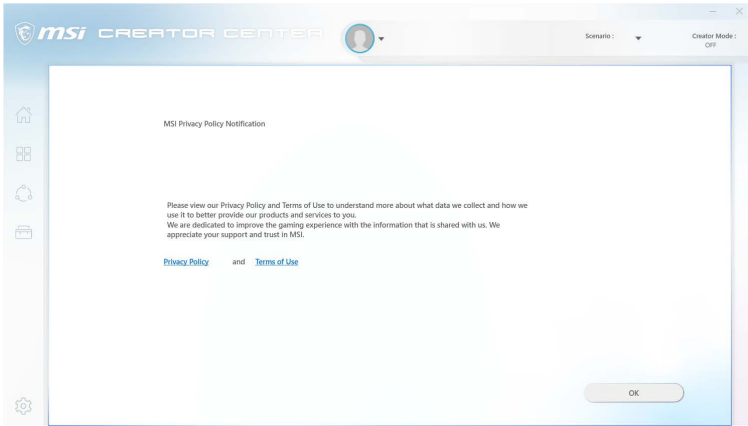 msi CREATOR CENTER
Scenario :
Creator Mode :
OFF
MSI Privacy Policy Notification
Please view our Privacy Policy and Terms of Use to understand more about what data we collect and how we
use it to better provide our products and services to you.
We are dedicated to improve the gaming experience with the information that is shared with us. We
appreciate your support and trust in MSI.
Privacy Policy and Terms of Use
OK